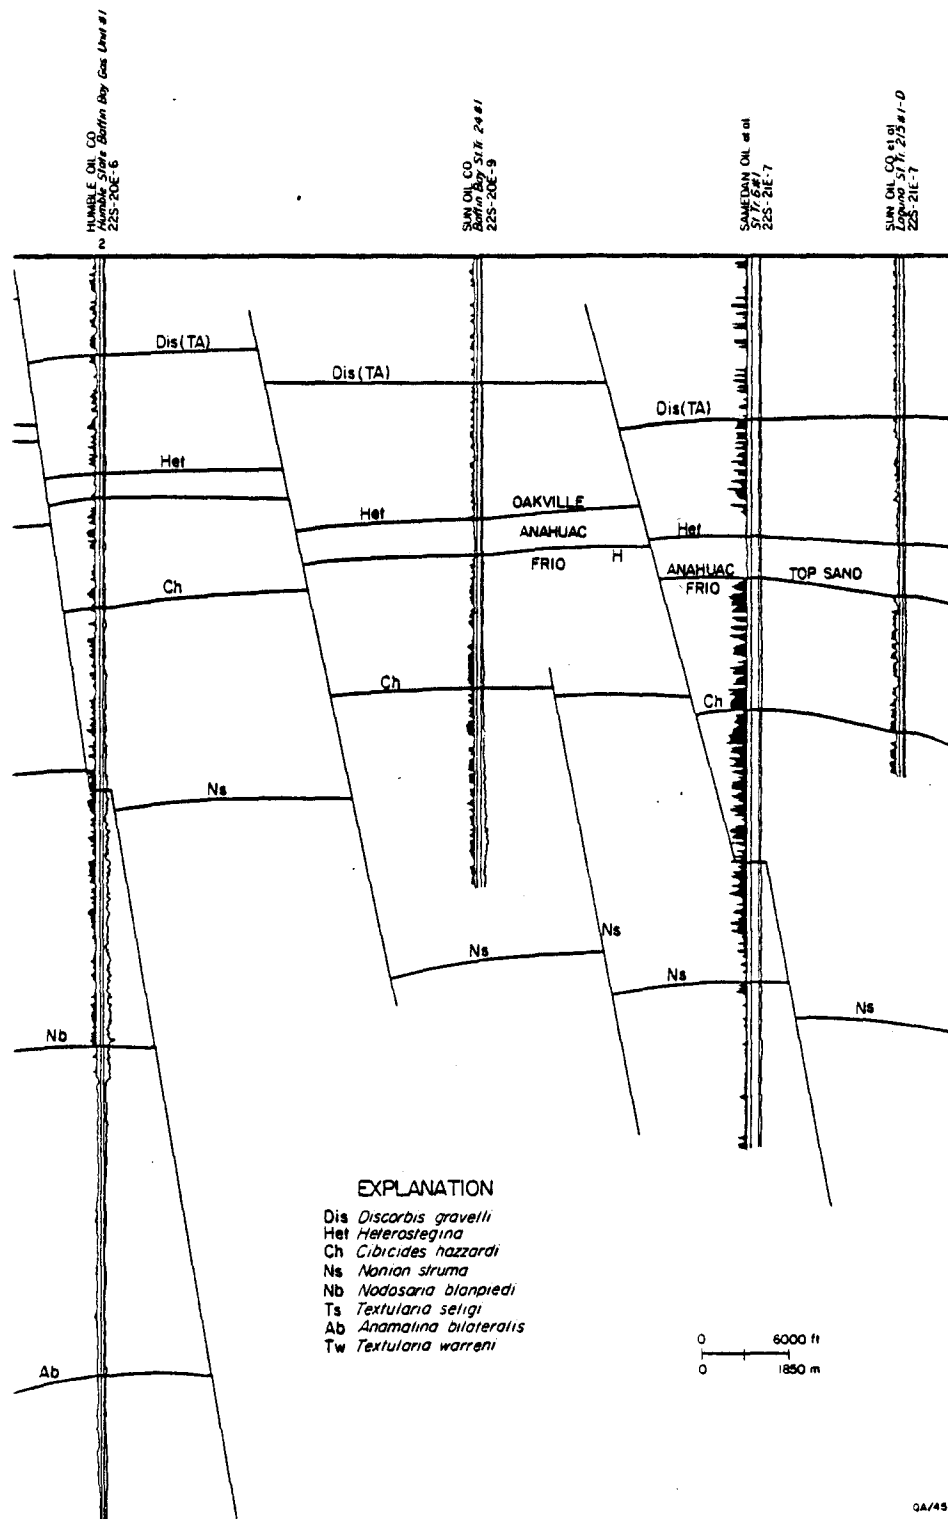 HUMBLE OIL CO
Humble State Baffin Bay Gas Unit #1
22S-20E-6
2
SUN OIL CO
Baffin Bay St. Tr. 24 #1
22S-20E-9
SAMEDAN OIL et al
St. Tr. 6 #1
22S-21E-7
SUN OIL CO et al
Laguna St. Tr. 215 #1-D
22S-21E-7
Dis(TA)
Dis(TA)
Dis(TA)
Het
Het
OAKVILLE
ANAHUAC
FRIO
H
Het
ANAHUAC
FRIO
TOP SAND
Ch
Ch
Ch
Ns
Ns
Ns
Ns
Ns
Nb
Ab
EXPLANATION
Dis Discorbis gravelli
Het Heterostegina
Ch Cibicides hazzardi
Ns Nonion struma
Nb Nodosaria blanpiedi
Ts Textularia seligi
Ab Anamalina bilateralis
Tw Textularia warreni
0 6000 ft
0 1850 m
QA/45